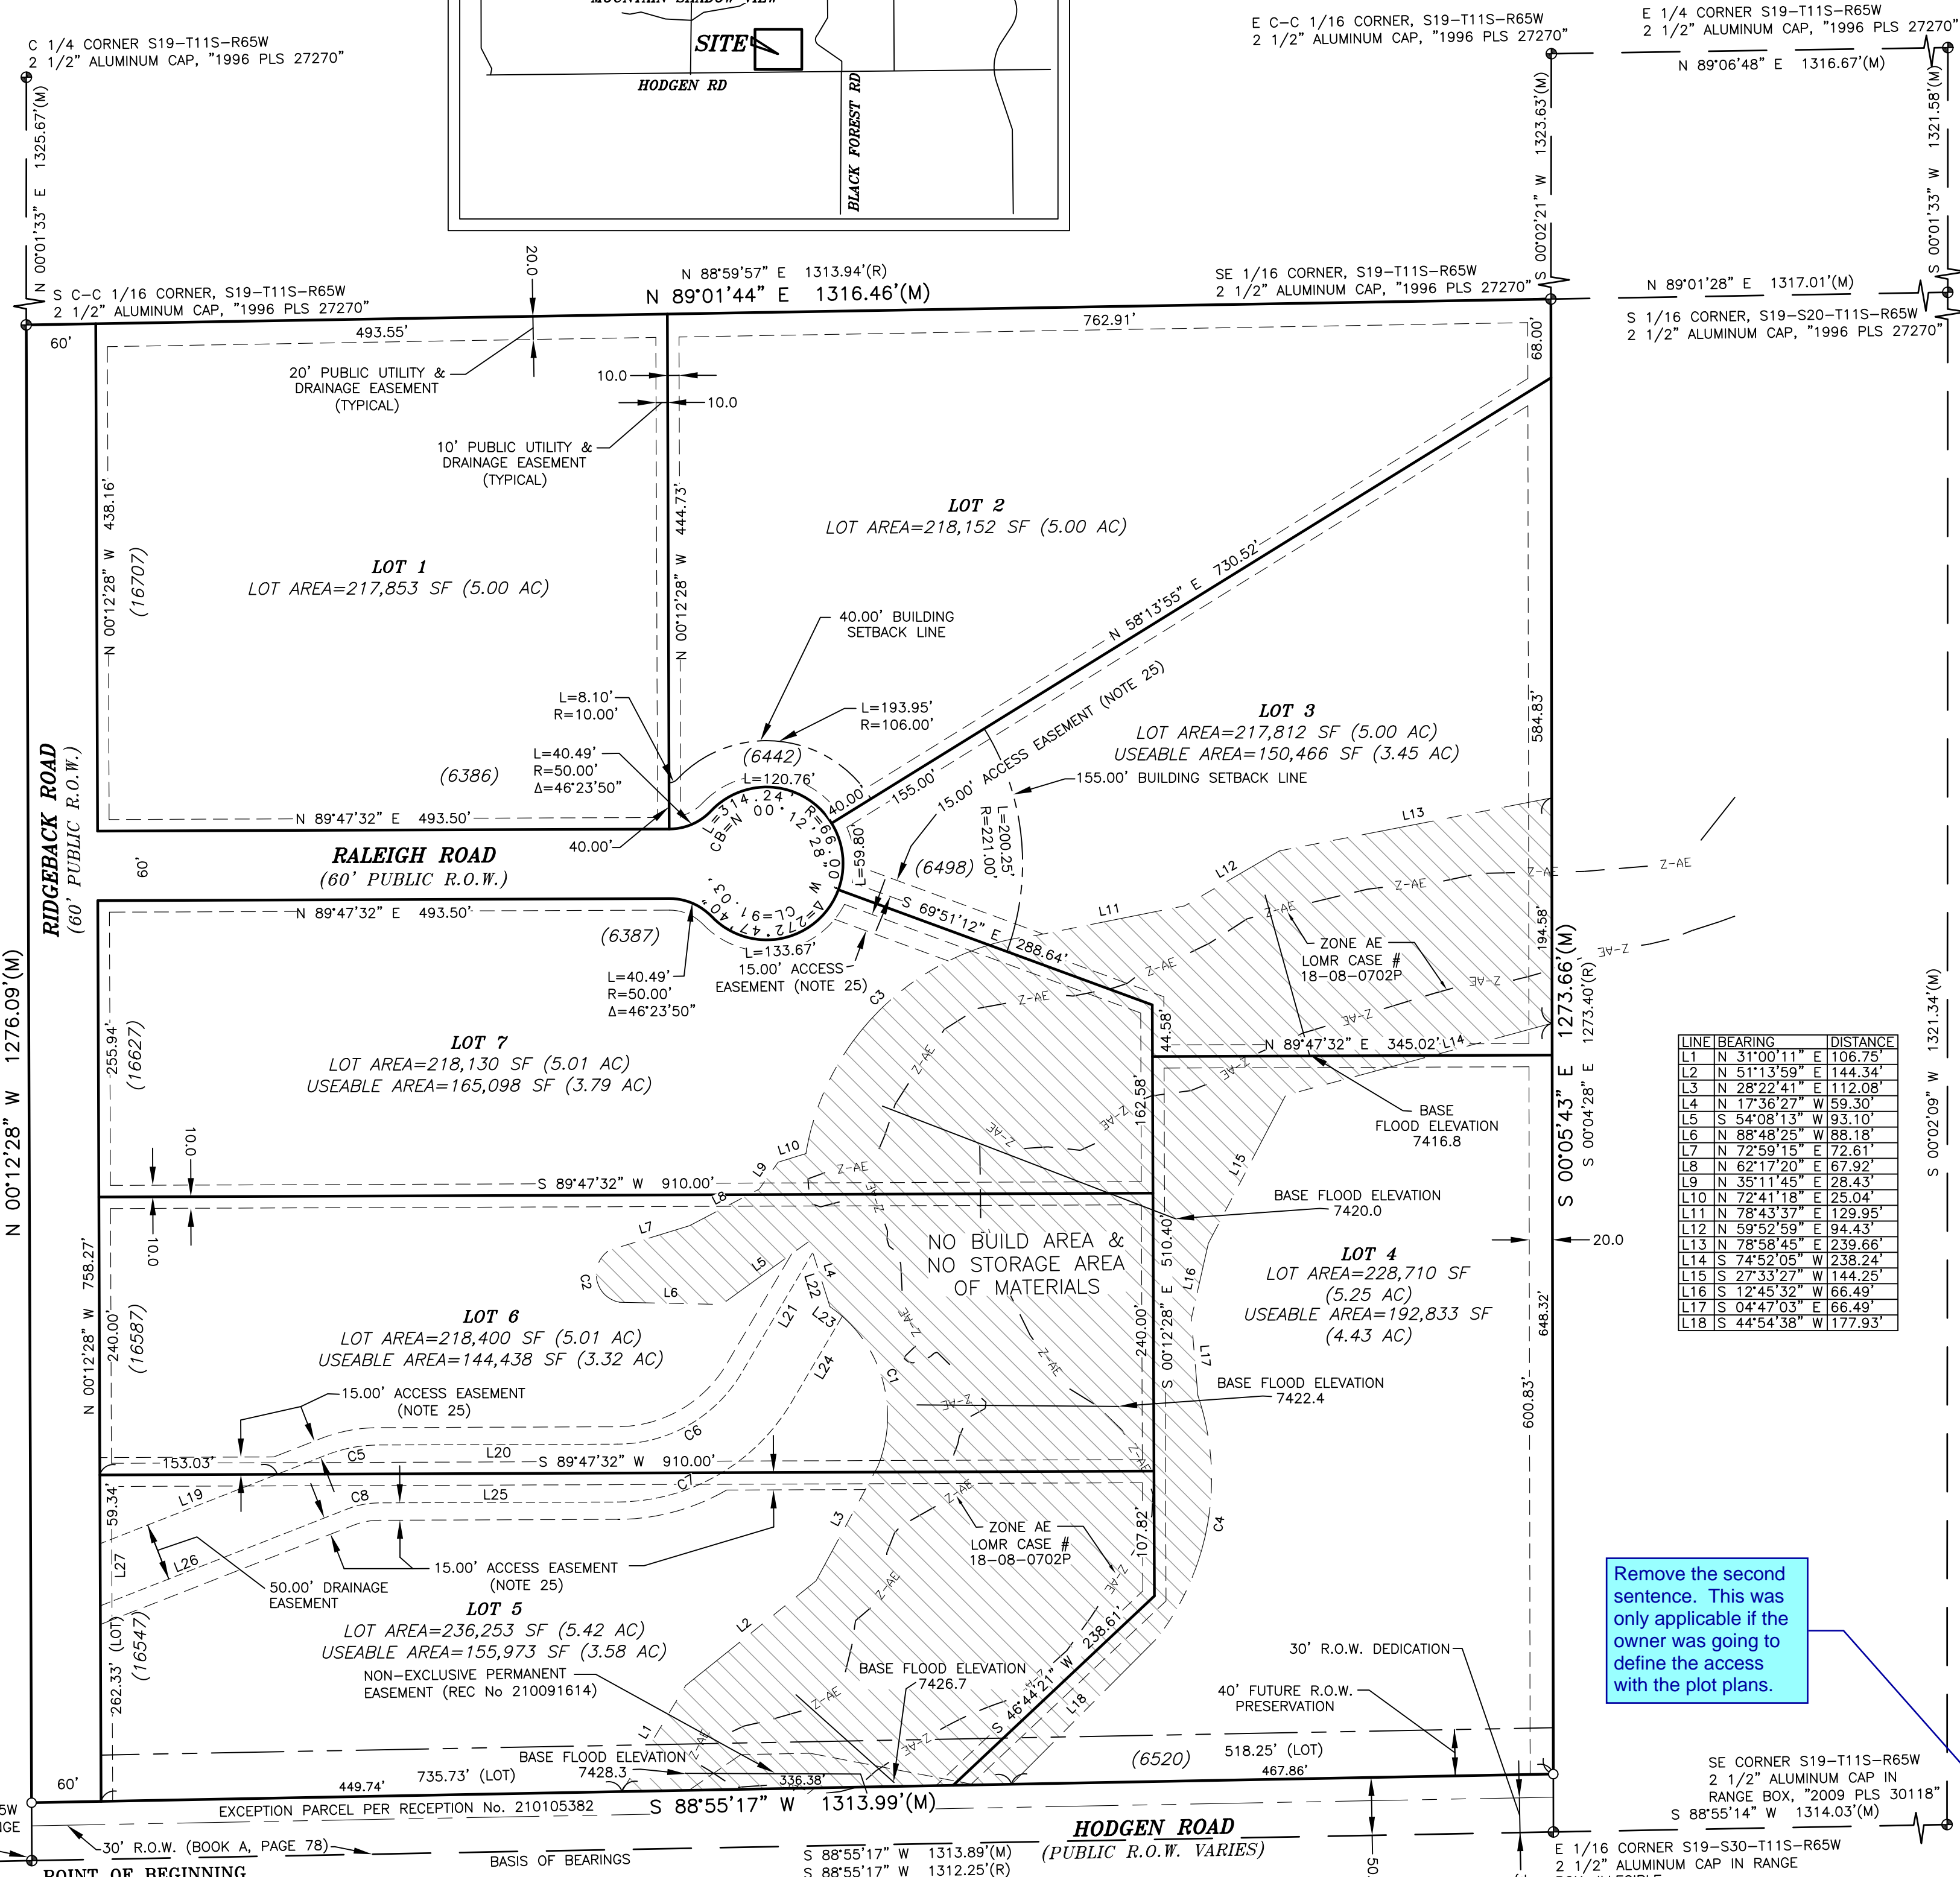 MOUNTAIN SHADOW VIEW
SITE
HODGEN RD
BLACK FOREST RD
C 1/4 CORNER S19-T11S-R65W
2 1/2" ALUMINUM CAP, "1996 PLS 27270"
E C-C 1/16 CORNER, S19-T11S-R65W
2 1/2" ALUMINUM CAP, "1996 PLS 27270"
E 1/4 CORNER S19-T11S-R65W
2 1/2" ALUMINUM CAP, "1996 PLS 27270"
N 89°06'48" E 1316.67'(M)
N 00°01'33" E 1325.67'(M)
S 00°02'21" W 1323.63'(M)
S 00°01'33" W 1321.58'(M)
S C-C 1/16 CORNER, S19-T11S-R65W
2 1/2" ALUMINUM CAP, "1996 PLS 27270"
20.0
N 88°59'57" E 1313.94'(R)
N 89°01'44" E 1316.46'(M)
SE 1/16 CORNER, S19-T11S-R65W
2 1/2" ALUMINUM CAP, "1996 PLS 27270"
N 89°01'28" E 1317.01'(M)
S 1/16 CORNER, S19-S20-T11S-R65W
2 1/2" ALUMINUM CAP, "1996 PLS 27270"
60'
493.55'
762.91'
68.00'
20' PUBLIC UTILITY &
DRAINAGE EASEMENT
(TYPICAL)
10.0
10.0
10' PUBLIC UTILITY &
DRAINAGE EASEMENT
(TYPICAL)
N 00°12'28" W 438.16'
(16707)
N 00°12'28" W 444.73'
LOT 1
LOT AREA=217,853 SF (5.00 AC)
LOT 2
LOT AREA=218,152 SF (5.00 AC)
N 58°13'55" E 730.52'
40.00' BUILDING
SETBACK LINE
L=8.10'
R=10.00'
L=193.95'
R=106.00'
L=40.49'
R=50.00'
Δ=46°23'50"
(6386)
(6442)
L=120.76'
40.00'
155.00'
15.00' ACCESS EASEMENT (NOTE 25)
LOT 3
LOT AREA=217,812 SF (5.00 AC)
USEABLE AREA=150,466 SF (3.45 AC)
155.00' BUILDING SETBACK LINE
584.83'
RIDGEBACK ROAD
(60' PUBLIC R.O.W.)
N 89°47'32" E 493.50'
40.00'
L=314.24' R=66.00' Δ=272°47'40"
CB=N 00°12'28" W CL=91.03'
L=59.80'
(6498)
L=200.25'
R=221.00'
60'
RALEIGH ROAD
(60' PUBLIC R.O.W.)
N 89°47'32" E 493.50'
(6387)
L=133.67'
15.00' ACCESS
EASEMENT (NOTE 25)
S 69°51'12" E 288.64'
L=40.49'
R=50.00'
Δ=46°23'50"
L11
L12
L13
Z-AE
Z-AE
Z-AE
Z-AE
Z-AE
Z-AE
Z-AE
Z-AE
Z-AE
ZONE AE
LOMR CASE #
18-08-0702P
194.58'
C3
N 00°12'28" W 1276.09'(M)
S 00°05'43" E 1273.66'(M)
S 00°04'28" E 1273.40'(R)
S 00°02'09" W 1321.34'(M)
255.94'
(16627)
LOT 7
LOT AREA=218,130 SF (5.01 AC)
USEABLE AREA=165,098 SF (3.79 AC)
44.58'
N 89°47'32" E 345.02'
L14
162.58'
BASE
FLOOD ELEVATION
7416.8
LINE BEARING DISTANCE
L1 N 31°00'11" E 106.75'
L2 N 51°13'59" E 144.34'
L3 N 28°22'41" E 112.08'
L4 N 17°36'27" W 59.30'
L5 S 54°08'13" W 93.10'
L6 N 88°48'25" W 88.18'
L7 N 72°59'15" E 72.61'
L8 N 62°17'20" E 67.92'
L9 N 35°11'45" E 28.43'
L10 N 72°41'18" E 25.04'
L11 N 78°43'37" E 129.95'
L12 N 59°52'59" E 94.43'
L13 N 78°58'45" E 239.66'
L14 S 74°52'05" W 238.24'
L15 S 27°33'27" W 144.25'
L16 S 12°45'32" W 66.49'
L17 S 04°47'03" E 66.49'
L18 S 44°54'38" W 177.93'
10.0
10.0
L10
L9
L8
L7
S 89°47'32" W 910.00'
L15
BASE FLOOD ELEVATION
7420.0
NO BUILD AREA &
NO STORAGE AREA
OF MATERIALS
S 00°12'28" E 510.40'
L16
LOT 4
LOT AREA=228,710 SF
(5.25 AC)
USEABLE AREA=192,833 SF
(4.43 AC)
20.0
648.32'
C2
L6
L5
L4
L22
L21
L23
L24
N 00°12'28" W 758.27'
240.00'
(16587)
LOT 6
LOT AREA=218,400 SF (5.01 AC)
USEABLE AREA=144,438 SF (3.32 AC)
C1
240.00'
L17
BASE FLOOD ELEVATION
7422.4
600.83'
15.00' ACCESS EASEMENT
(NOTE 25)
153.03'
C5
L20
C6
S 89°47'32" W 910.00'
L19
C8
L25
C7
59.34'
L27
L26
50.00' DRAINAGE
EASEMENT
15.00' ACCESS EASEMENT
(NOTE 25)
L3
ZONE AE
LOMR CASE #
18-08-0702P
107.82'
C4
262.33' (LOT)
(16547)
LOT 5
LOT AREA=236,253 SF (5.42 AC)
USEABLE AREA=155,973 SF (3.58 AC)
L2
NON-EXCLUSIVE PERMANENT
EASEMENT (REC No 210091614)
BASE FLOOD ELEVATION
7426.7
S 46°44'21" W 238.61'
L18
L1
30' R.O.W. DEDICATION
40' FUTURE R.O.W.
PRESERVATION
Remove the second
sentence. This was
only applicable if the
owner was going to
define the access
with the plot plans.
BASE FLOOD ELEVATION
7428.3
(6520)
518.25' (LOT)
467.86'
60'
449.74'
735.73' (LOT)
336.38'
EXCEPTION PARCEL PER RECEPTION No. 210105382
S 88°55'17" W 1313.99'(M)
SE CORNER S19-T11S-R65W
2 1/2" ALUMINUM CAP IN
RANGE BOX, "2009 PLS 30118"
S 88°55'14" W 1314.03'(M)
30' R.O.W. (BOOK A, PAGE 78)
HODGEN ROAD
(PUBLIC R.O.W. VARIES)
BASIS OF BEARINGS
S 88°55'17" W 1313.89'(M)
S 88°55'17" W 1312.25'(R)
50.
E 1/16 CORNER S19-S30-T11S-R65W
2 1/2" ALUMINUM CAP IN RANGE
POINT OF BEGINNING